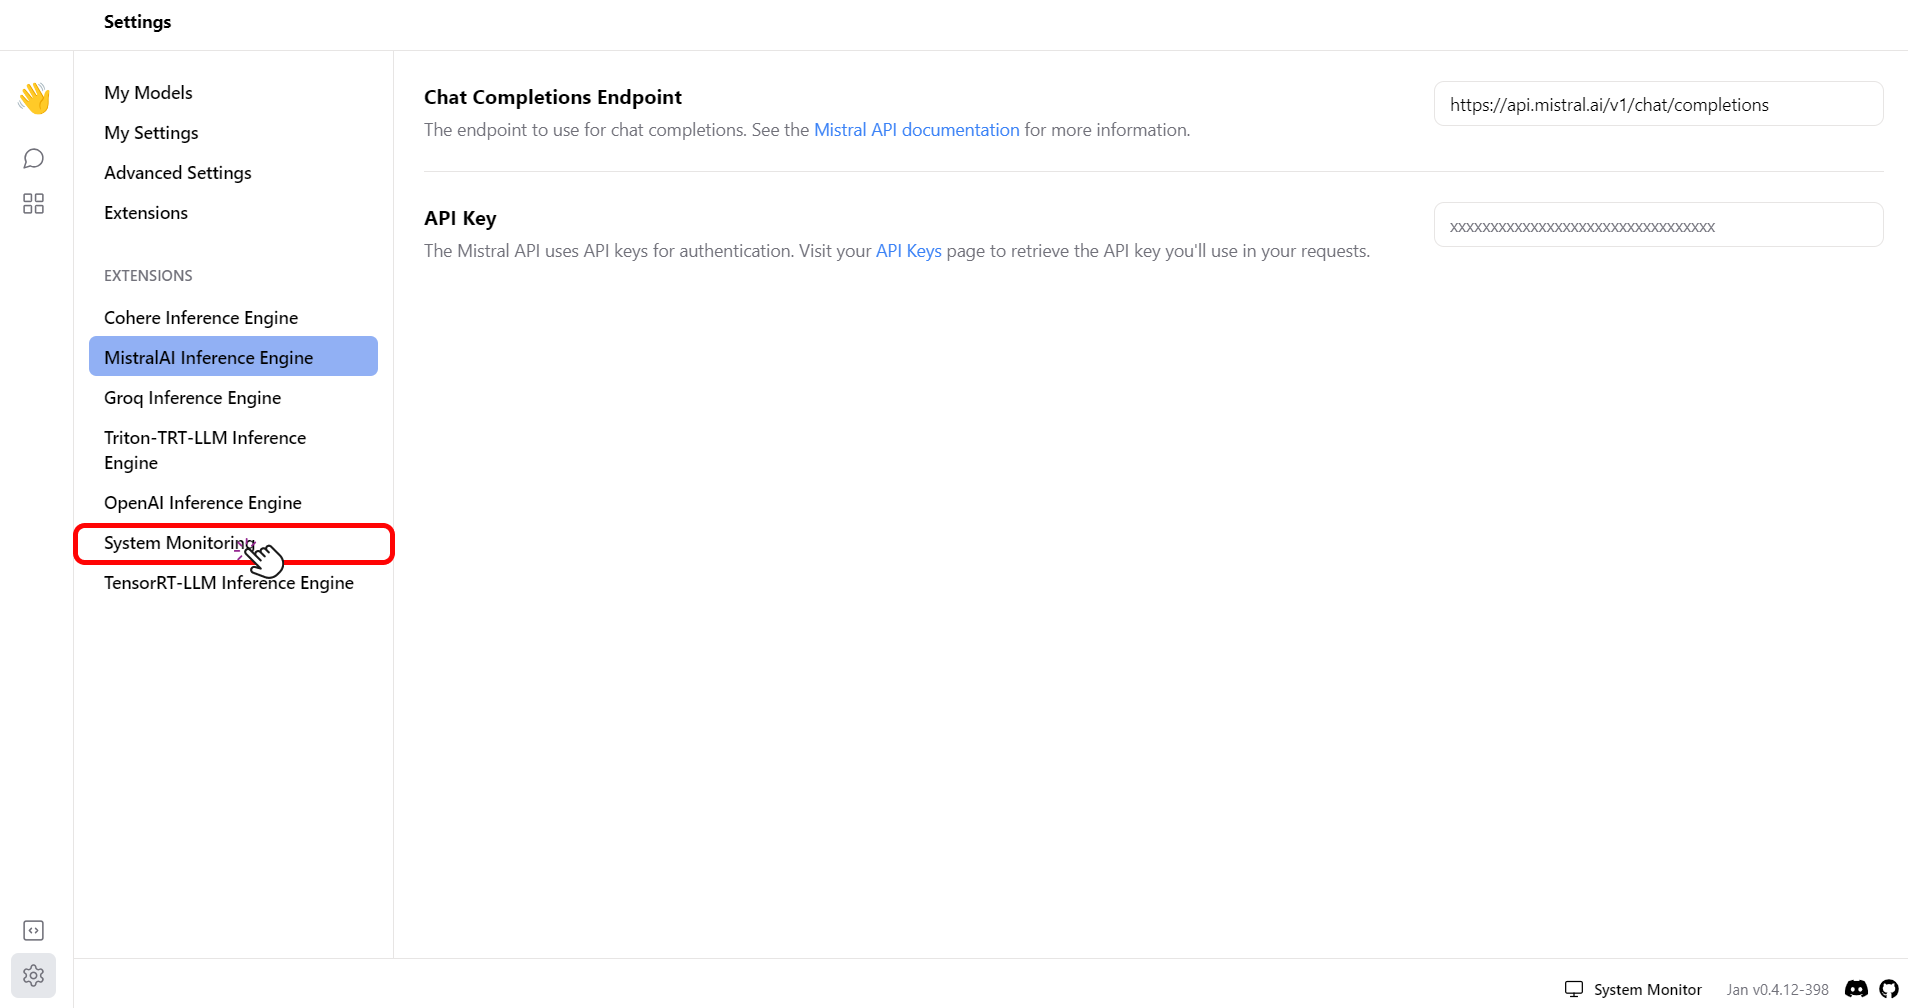 Settings
My Models
My Settings
Advanced Settings
Extensions
EXTENSIONS
Cohere Inference Engine
MistralAI Inference Engine
Groq Inference Engine
Triton-TRT-LLM Inference
Engine
OpenAI Inference Engine
System Monitoring
TensorRT-LLM Inference Engine
Chat Completions Endpoint
The endpoint to use for chat completions. See the Mistral API documentation for more information.
https://api.mistral.ai/v1/chat/completions
API Key
The Mistral API uses API keys for authentication. Visit your API Keys page to retrieve the API key you'll use in your requests.
xxxxxxxxxxxxxxxxxxxxxxxxxxxxxxxxx
System Monitor
Jan v0.4.12-398